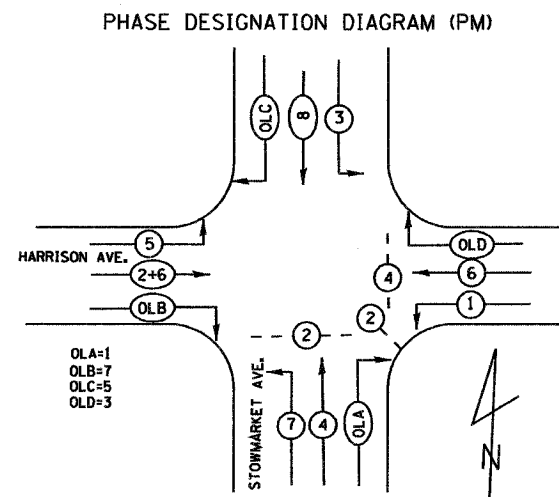 PHASE DESIGNATION DIAGRAM (PM)
OLC
8
3
5
HARRISON AVE.
2+6
OLB
OLD
4
6
1
2
2
OLA=1
OLB=7
OLC=5
OLD=3
STOWMARKET AVE.
7
4
OLA
N